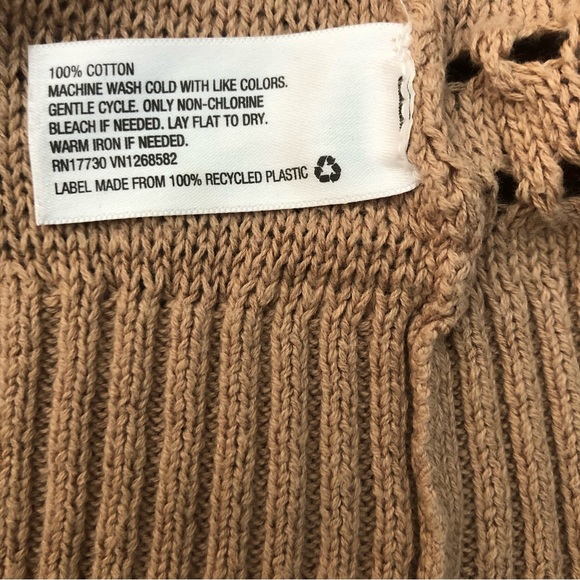 100% COTTON
MACHINE WASH COLD WITH LIKE COLORS.
GENTLE CYCLE. ONLY NON-CHLORINE
BLEACH IF NEEDED. LAY FLAT TO DRY.
WARM IRON IF NEEDED.
RN17730 VN1268582
LABEL MADE FROM 100% RECYCLED PLASTIC